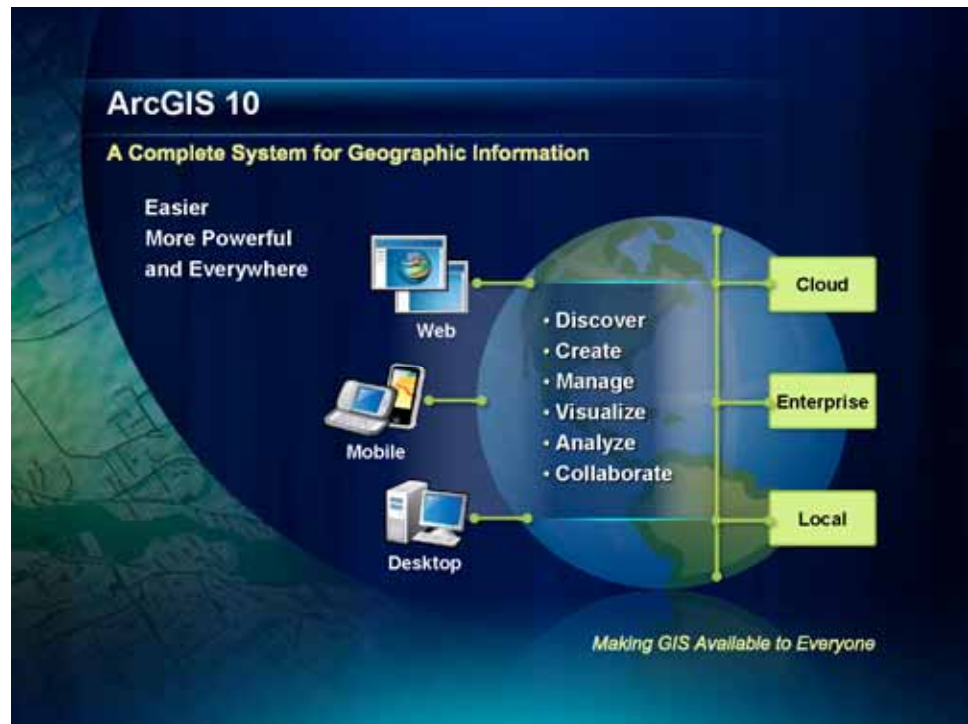 ArcGIS 10
A Complete System for Geographic Information
Easier
More Powerful
and Everywhere
Web
Mobile
Desktop
• Discover
• Create
• Manage
• Visualize
• Analyze
• Collaborate
Cloud
Enterprise
Local
Making GIS Available to Everyone